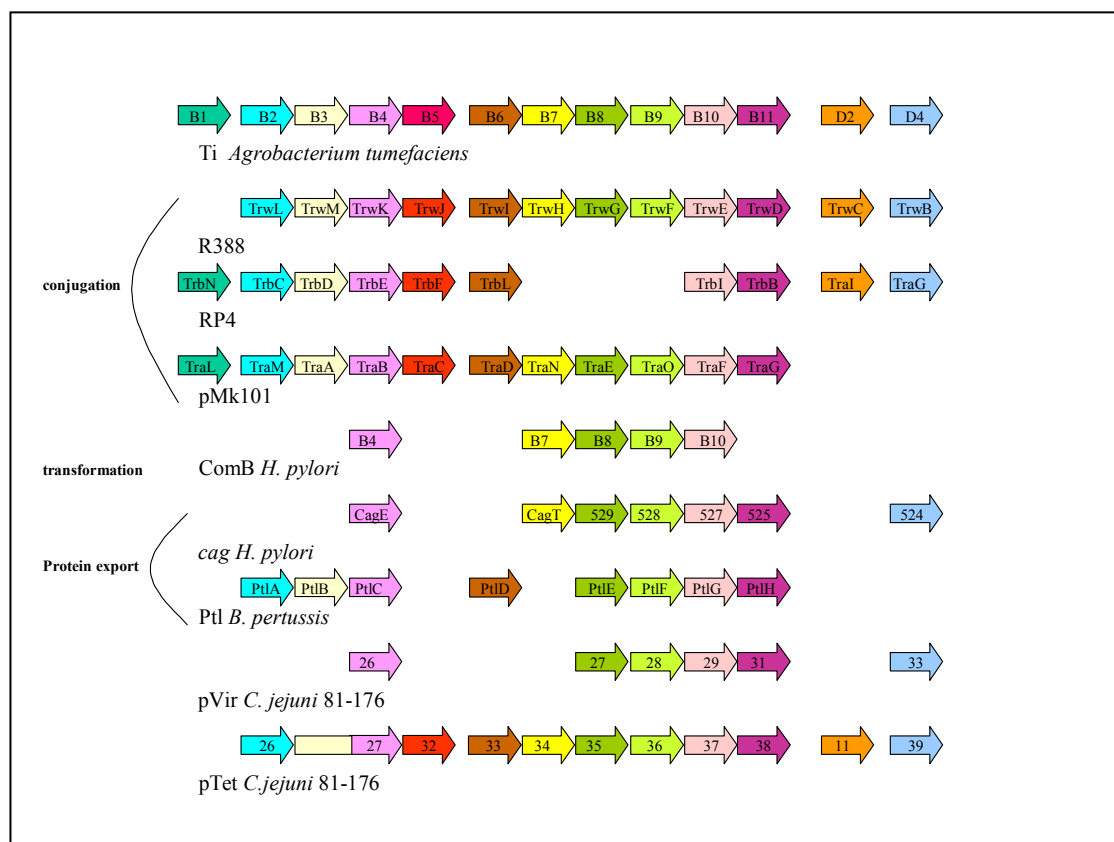 B1 B2 B3 B4 B5 B6 B7 B8 B9 B10 B11 D2 D4
Ti Agrobacterium tumefaciens
TrwL TrwM TrwK TrwJ TrwI TrwH TrwG TrwF TrwE TrwD TrwC TrwB
R388
conjugation
TrbN TrbC TrbD TrbE TrbF TrbL TrbI TrbB TraI TraG
RP4
TraL TraM TraA TraB TraC TraD TraN TraE TraO TraF TraG
pMk101
B4 B7 B8 B9 B10
transformation
ComB H. pylori
CagE CagT 529 528 527 525 524
cag H. pylori
Protein export
PtlA PtlB PtlC PtlD PtlE PtlF PtlG PtlH
Ptl B. pertussis
26 27 28 29 31 33
pVir C. jejuni 81-176
26 27 32 33 34 35 36 37 38 11 39
pTet C.jejuni 81-176